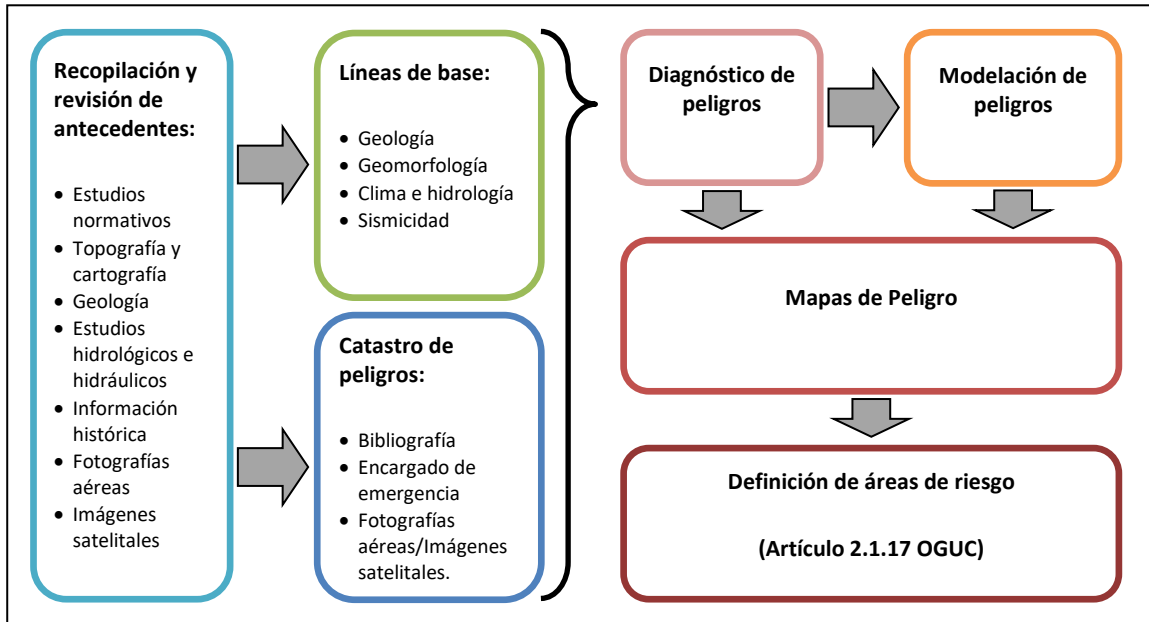 Recopilación y
revisión de
antecedentes:
• Estudios
normativos
• Topografía y
cartografía
• Geología
• Estudios
hidrológicos e
hidráulicos
• Información
histórica
• Fotografías
aéreas
• Imágenes
satelitales
Líneas de base:
• Geología
• Geomorfología
• Clima e hidrología
• Sismicidad
Catastro de
peligros:
• Bibliografía
• Encargado de
emergencia
• Fotografías
aéreas/Imágenes
satelitales.
Diagnóstico de
peligros
Modelación de
peligros
Mapas de Peligro
Definición de áreas de riesgo
(Artículo 2.1.17 OGUC)